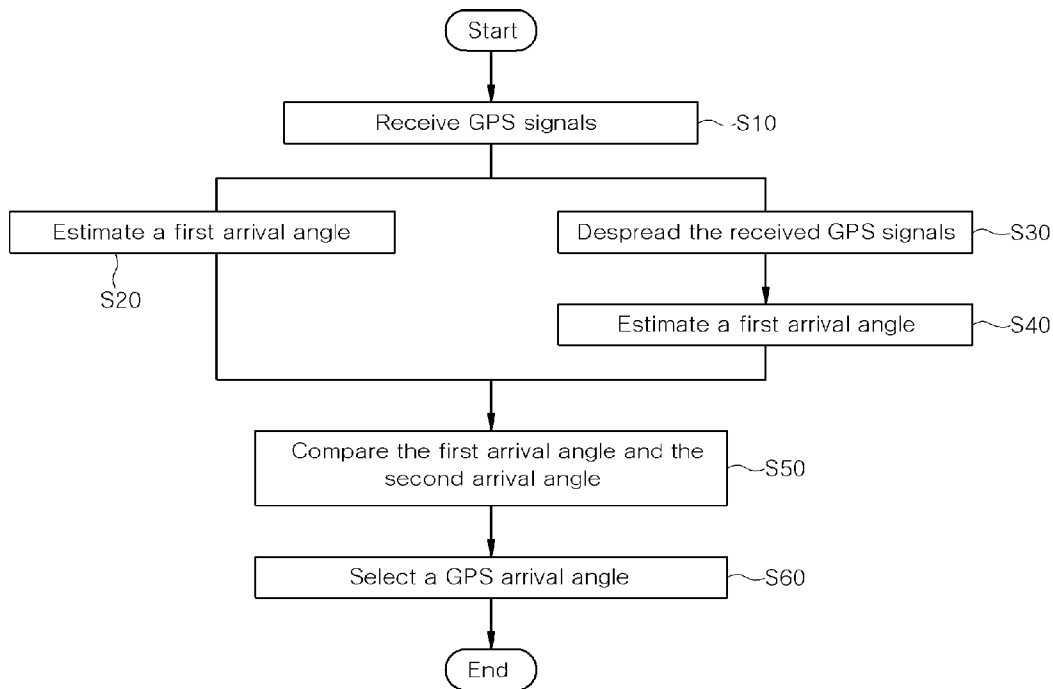 Start
Receive GPS signals
S10
Estimate a first arrival angle
S20
Despread the received GPS signals
S30
Estimate a first arrival angle
S40
Compare the first arrival angle and the
second arrival angle
S50
Select a GPS arrival angle
S60
End